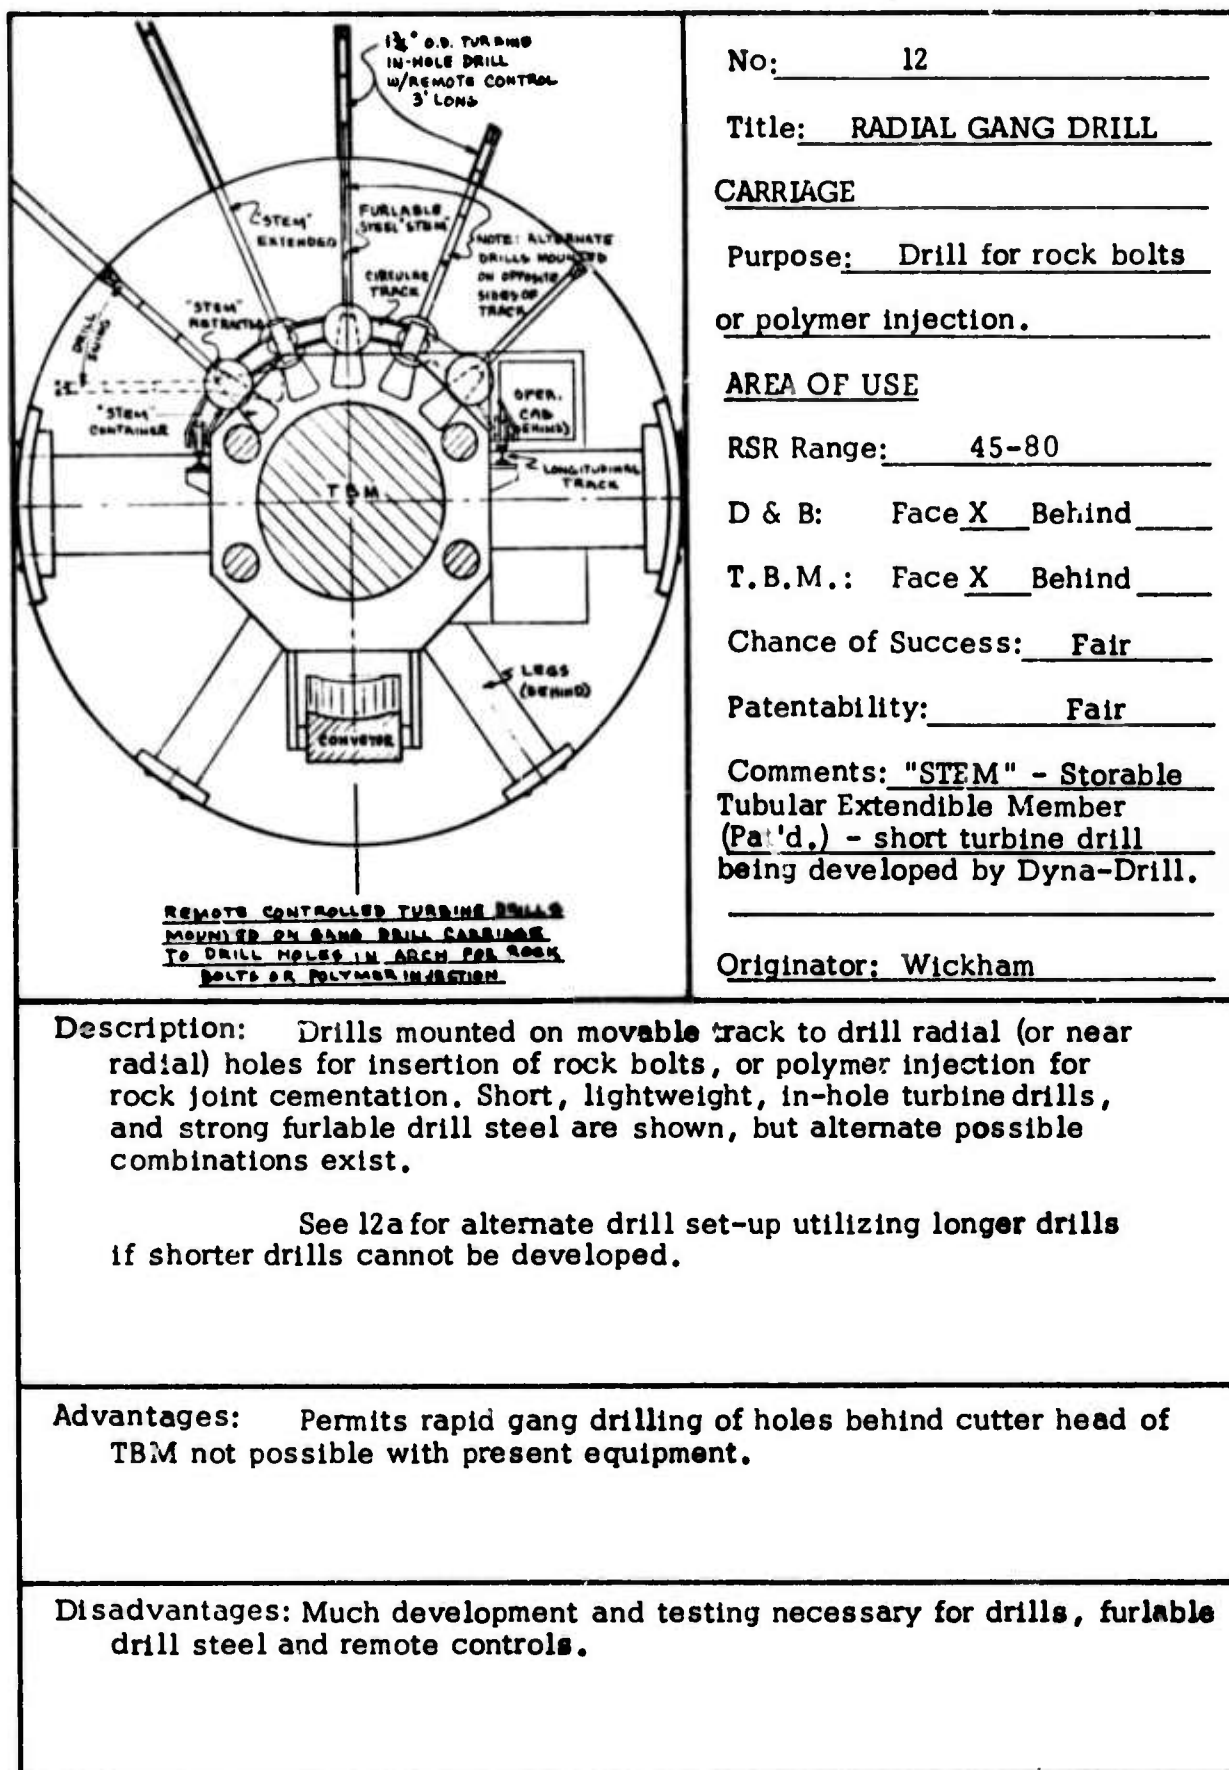 1¾" O.D. TURBINE
IN-HOLE DRILL
W/REMOTE CONTROL
3' LONG
"STEM"
EXTENDED
FURLABLE
STEEL "STEM"
NOTE: ALTERNATE
DRILLS MOUNTED
ON OPPOSITE
SIDES OF
TRACK
CIRCULAR
TRACK
"STEM"
RETRACTED
DRILL
SWING
"STEM"
CONTAINER
OPER.
CAB
(BEHIND)
LONGITUDINAL
TRACK
TBM
LEGS
(BEHIND)
CONVEYOR
REMOTE CONTROLLED TURBINE DRILLS
MOUNTED ON GANG DRILL CARRIAGE
TO DRILL HOLES IN ARCH FOR ROCK
BOLTS OR POLYMER INJECTION
No: 12
Title: RADIAL GANG DRILL
CARRIAGE
Purpose: Drill for rock bolts
or polymer injection.
AREA OF USE
RSR Range: 45-80
D & B: Face X Behind
T.B.M.: Face X Behind
Chance of Success: Fair
Patentability: Fair
Comments: "STEM" - Storable
Tubular Extendible Member
(Pat'd.) - short turbine drill
being developed by Dyna-Drill.
Originator: Wickham
Description: Drills mounted on movable track to drill radial (or near
radial) holes for insertion of rock bolts, or polymer injection for
rock joint cementation. Short, lightweight, in-hole turbine drills,
and strong furlable drill steel are shown, but alternate possible
combinations exist.
See 12a for alternate drill set-up utilizing longer drills
if shorter drills cannot be developed.
Advantages: Permits rapid gang drilling of holes behind cutter head of
TBM not possible with present equipment.
Disadvantages: Much development and testing necessary for drills, furlable
drill steel and remote controls.